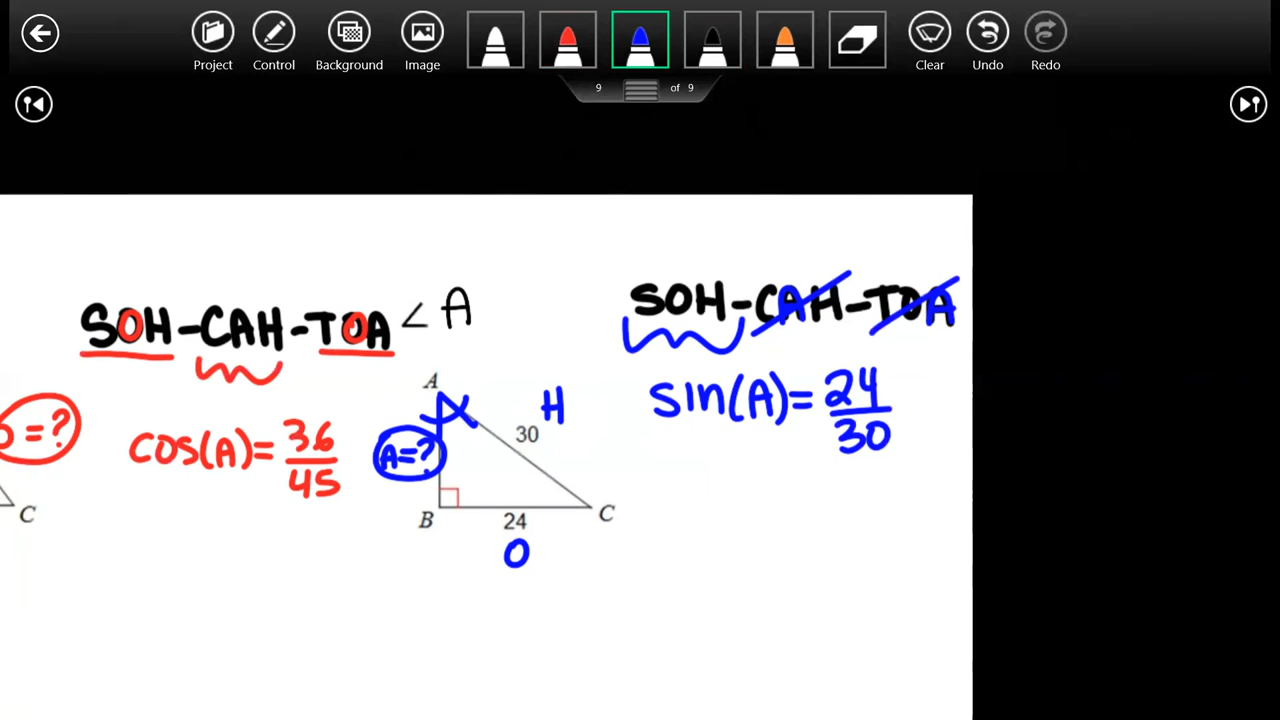 Project Control Background Image Clear Undo Redo
9 of 9
SOH-CAH-TOA < A
SOH-CAH-TOA
=?
cos(A)= 36/45
C
A
H
30
A=?
B
24
C
O
sin(A)= 24/30